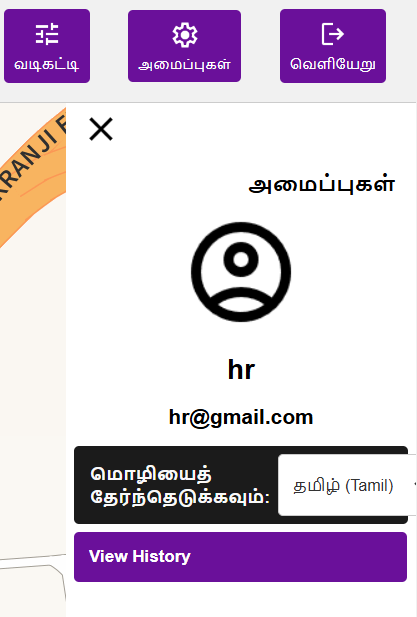 வடிகட்டி
அமைப்புகள்
வெளியேறு
அமைப்புகள்
hr
hr@gmail.com
மொழியைத்
தேர்ந்தெடுக்கவும்:
தமிழ் (Tamil)
View History